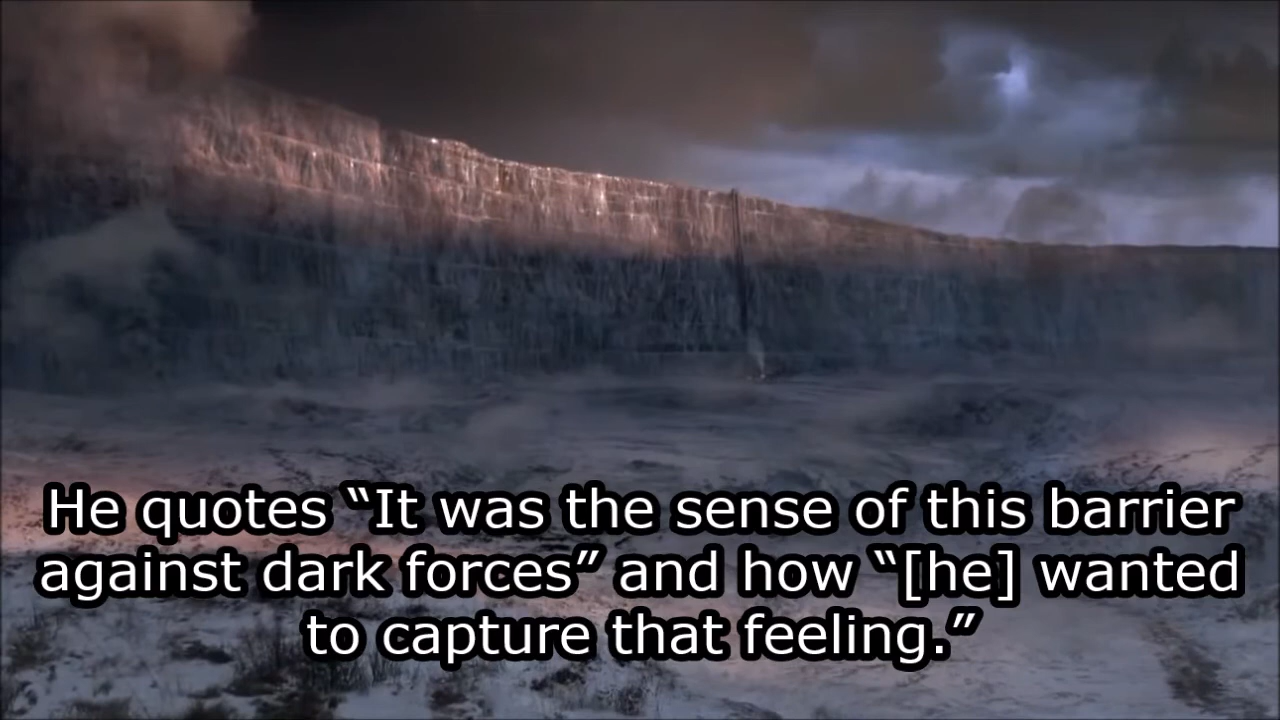 He quotes “It was the sense of this barrier
against dark forces” and how “[he] wanted
to capture that feeling.”